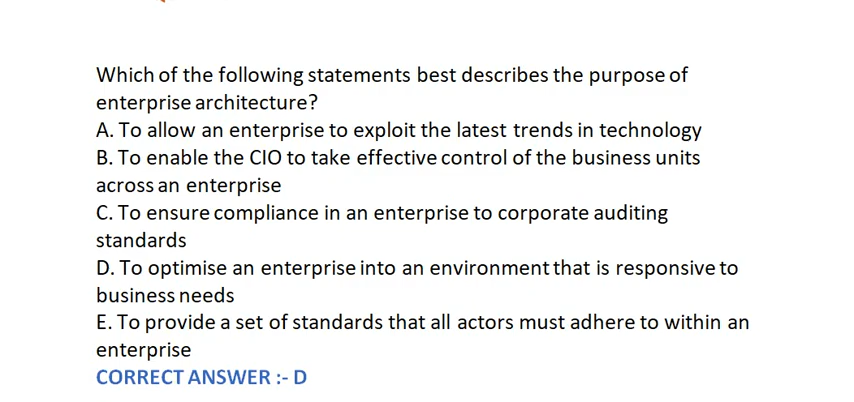 Which of the following statements best describes the purpose of
enterprise architecture?
A. To allow an enterprise to exploit the latest trends in technology
B. To enable the CIO to take effective control of the business units
across an enterprise
C. To ensure compliance in an enterprise to corporate auditing
standards
D. To optimise an enterprise into an environment that is responsive to
business needs
E. To provide a set of standards that all actors must adhere to within an
enterprise
CORRECT ANSWER :- D